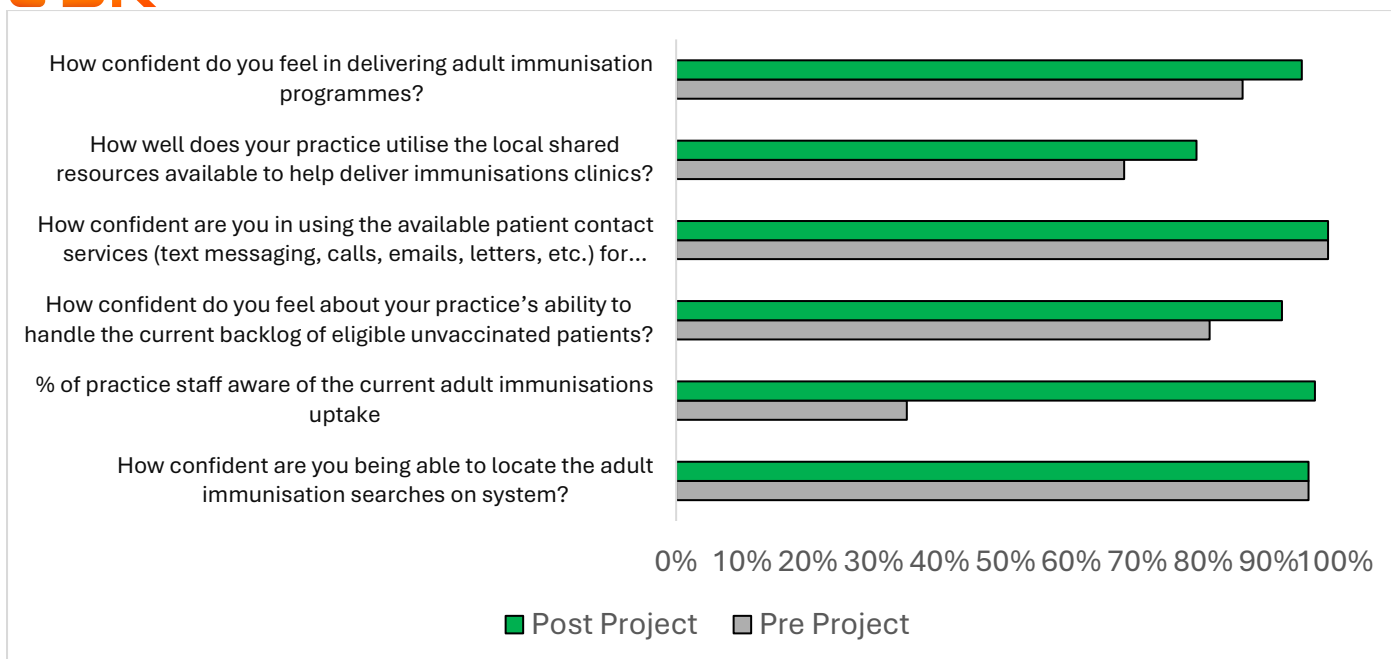 How confident do you feel in delivering adult immunisation
programmes?
How well does your practice utilise the local shared
resources available to help deliver immunisations clinics?
How confident are you in using the available patient contact
services (text messaging, calls, emails, letters, etc.) for...
How confident do you feel about your practice’s ability to
handle the current backlog of eligible unvaccinated patients?
% of practice staff aware of the current adult immunisations
uptake
How confident are you being able to locate the adult
immunisation searches on system?
0% 10% 20% 30% 40% 50% 60% 70% 80% 90% 100%
Post Project Pre Project